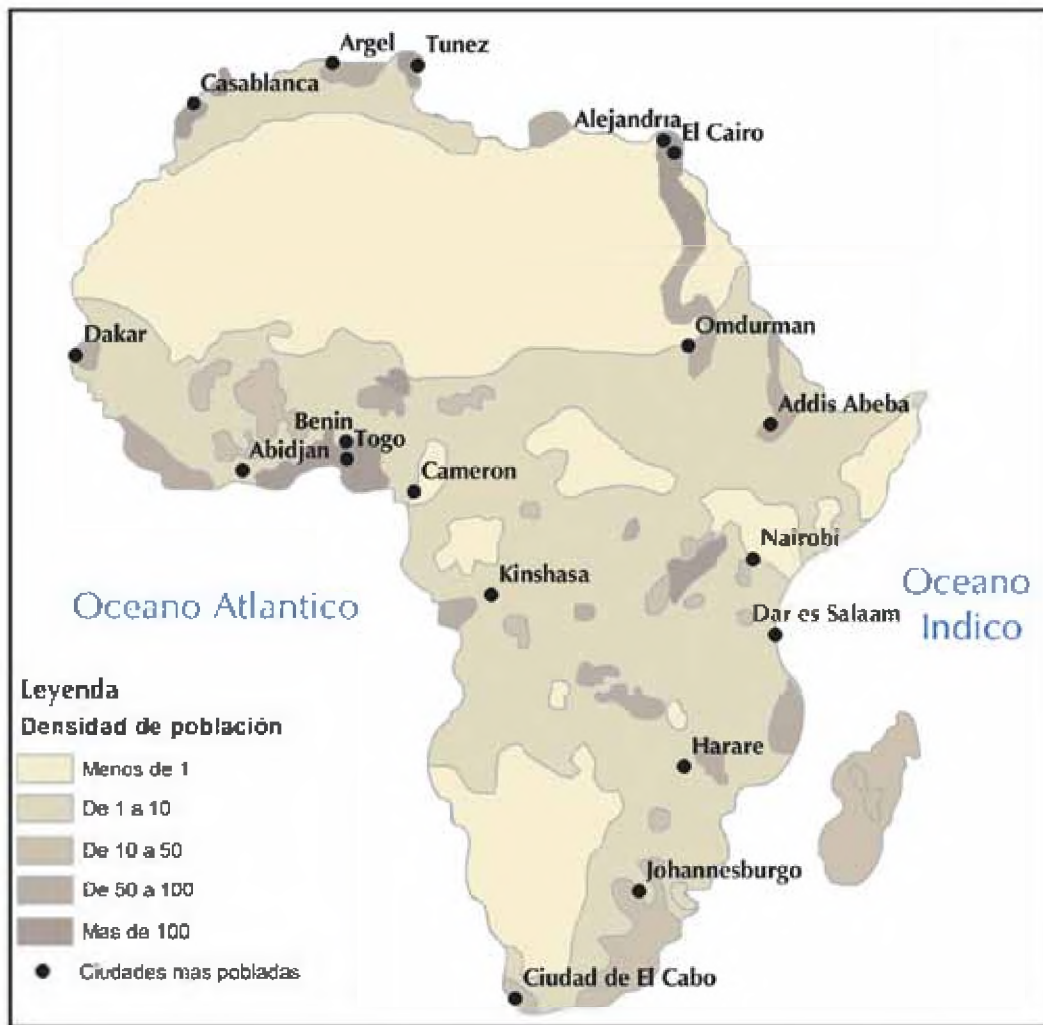 Argel
Tunez
Casablanca
Alejandria
El Cairo
Dakar
Omdurman
Addis Abeba
Benin
Togo
Abidjan
Cameron
Nairobi
Kinshasa
Oceano Atlantico
Oceano
Indico
Dar es Salaam
Harare
Johannesburgo
Ciudad de El Cabo
Leyenda
Densidad de población
Menos de 1
De 1 a 10
De 10 a 50
De 50 a 100
Mas de 100
Ciudades mas pobladas